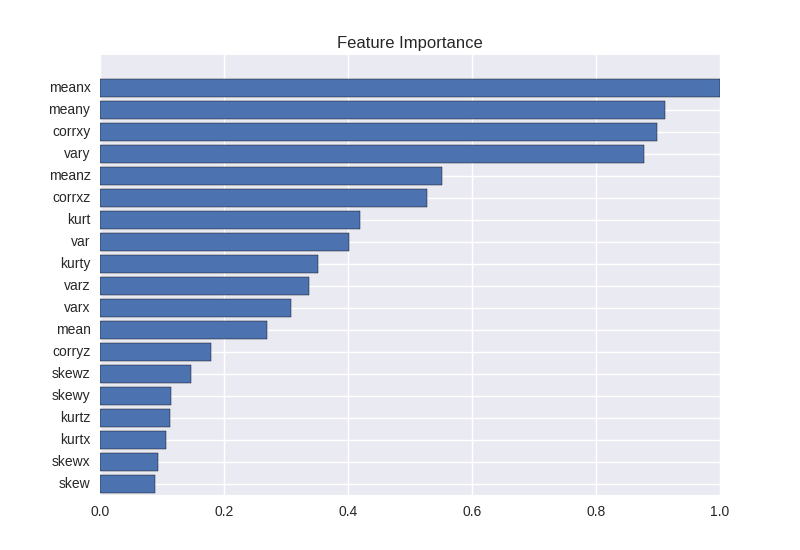 Feature Importance
meanx
meany
corrxy
vary
meanz
corrxz
kurt
var
kurty
varz
varx
mean
corryz
skewz
skewy
kurtz
kurtx
skewx
skew
0.0 0.2 0.4 0.6 0.8 1.0